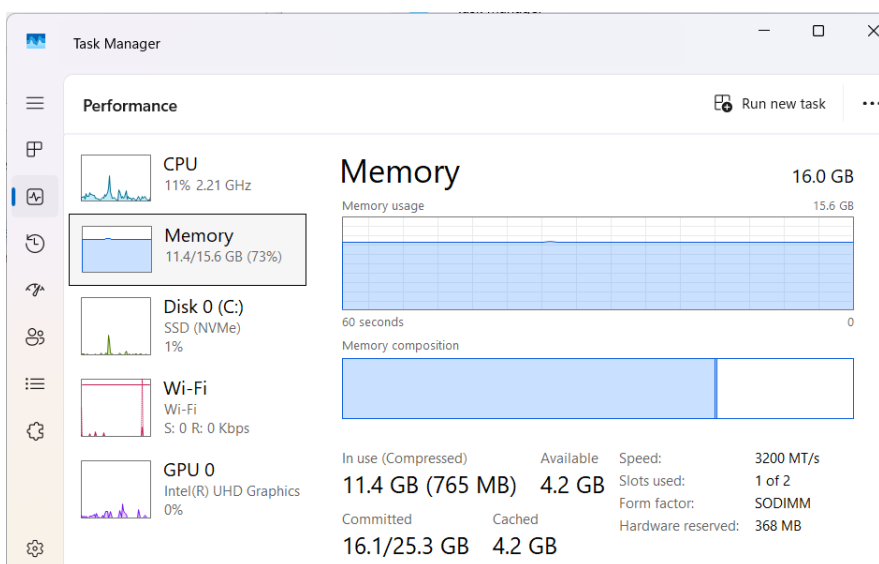 Task Manager
Performance
Run new task
CPU
11% 2.21 GHz
Memory
11.4/15.6 GB (73%)
Disk 0 (C:)
SSD (NVMe)
1%
Wi-Fi
Wi-Fi
S: 0 R: 0 Kbps
GPU 0
Intel(R) UHD Graphics
0%
Memory 16.0 GB
Memory usage 15.6 GB
60 seconds 0
Memory composition
In use (Compressed) Available
11.4 GB (765 MB) 4.2 GB
Committed Cached
16.1/25.3 GB 4.2 GB
Speed: 3200 MT/s
Slots used: 1 of 2
Form factor: SODIMM
Hardware reserved: 368 MB